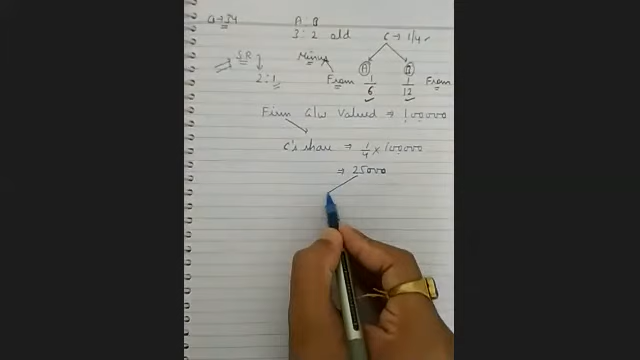 Q→34 A : B
3 : 2 old C → 1/4
S.R Minus A B
2:1 From 1/6 1/12 From
Firm G/w Valued ⇒ 100000
C's share ⇒ 1/4 × 100000
⇒ 25000